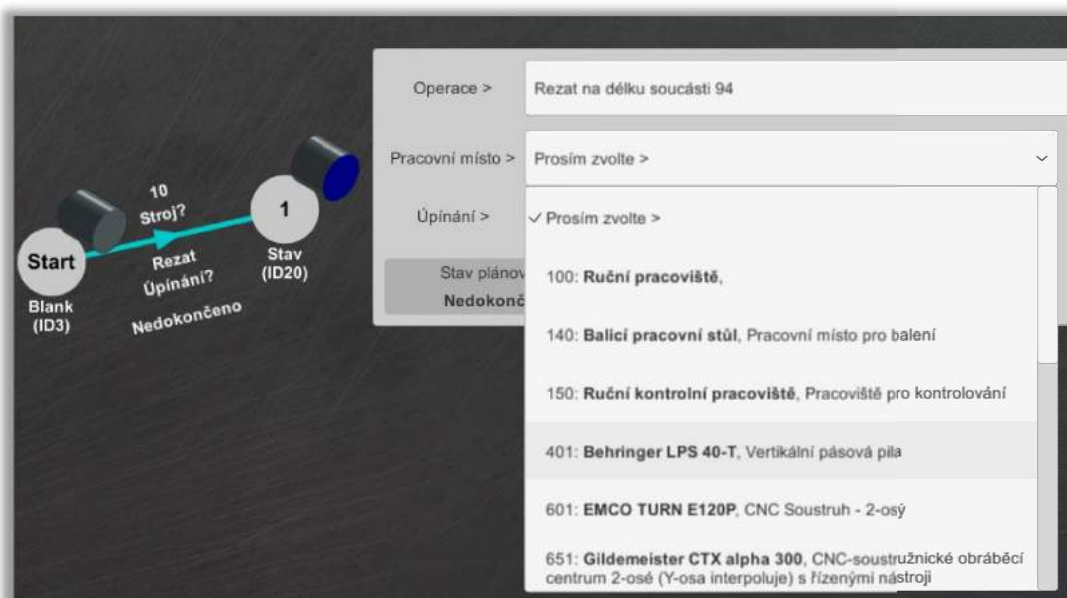 10
Stroj?
Start
1
Rezat
Úpínání?
Nedokončeno
Blank
(ID3)
Stav
(ID20)
Operace >
Rezat na délku soucásti 94
Pracovní místo >
Prosím zvolte >
Úpínání >
Prosím zvolte >
Stav plánov
Nedokonč
100: Ruční pracoviště,
140: Balicí pracovní stůl, Pracovní místo pro balení
150: Ruční kontrolní pracoviště, Pracoviště pro kontrolování
401: Behringer LPS 40-T, Vertikální pásová pila
601: EMCO TURN E120P, CNC Soustruh - 2-osý
651: Gildemeister CTX alpha 300, CNC-soustružnické obráběcí
centrum 2-osé (Y-osa interpoluje) s řízenými nástroji